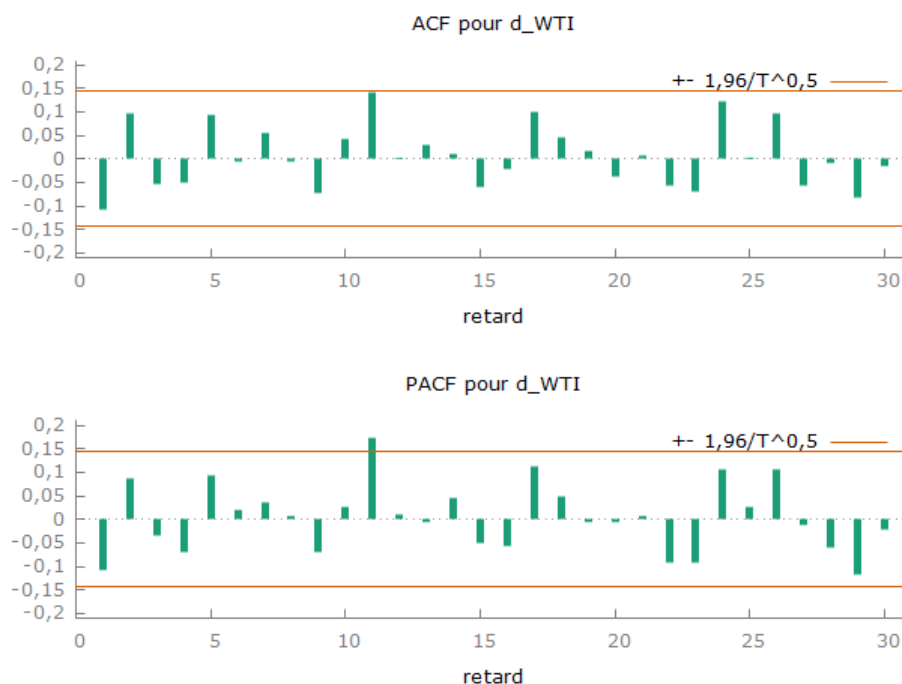 ACF pour d_WTI
+- 1,96/T^0,5
0,2
0,15
0,1
0,05
0
-0,05
-0,1
-0,15
-0,2
0 5 10 15 20 25 30
retard
PACF pour d_WTI
+- 1,96/T^0,5
0,2
0,15
0,1
0,05
0
-0,05
-0,1
-0,15
-0,2
0 5 10 15 20 25 30
retard